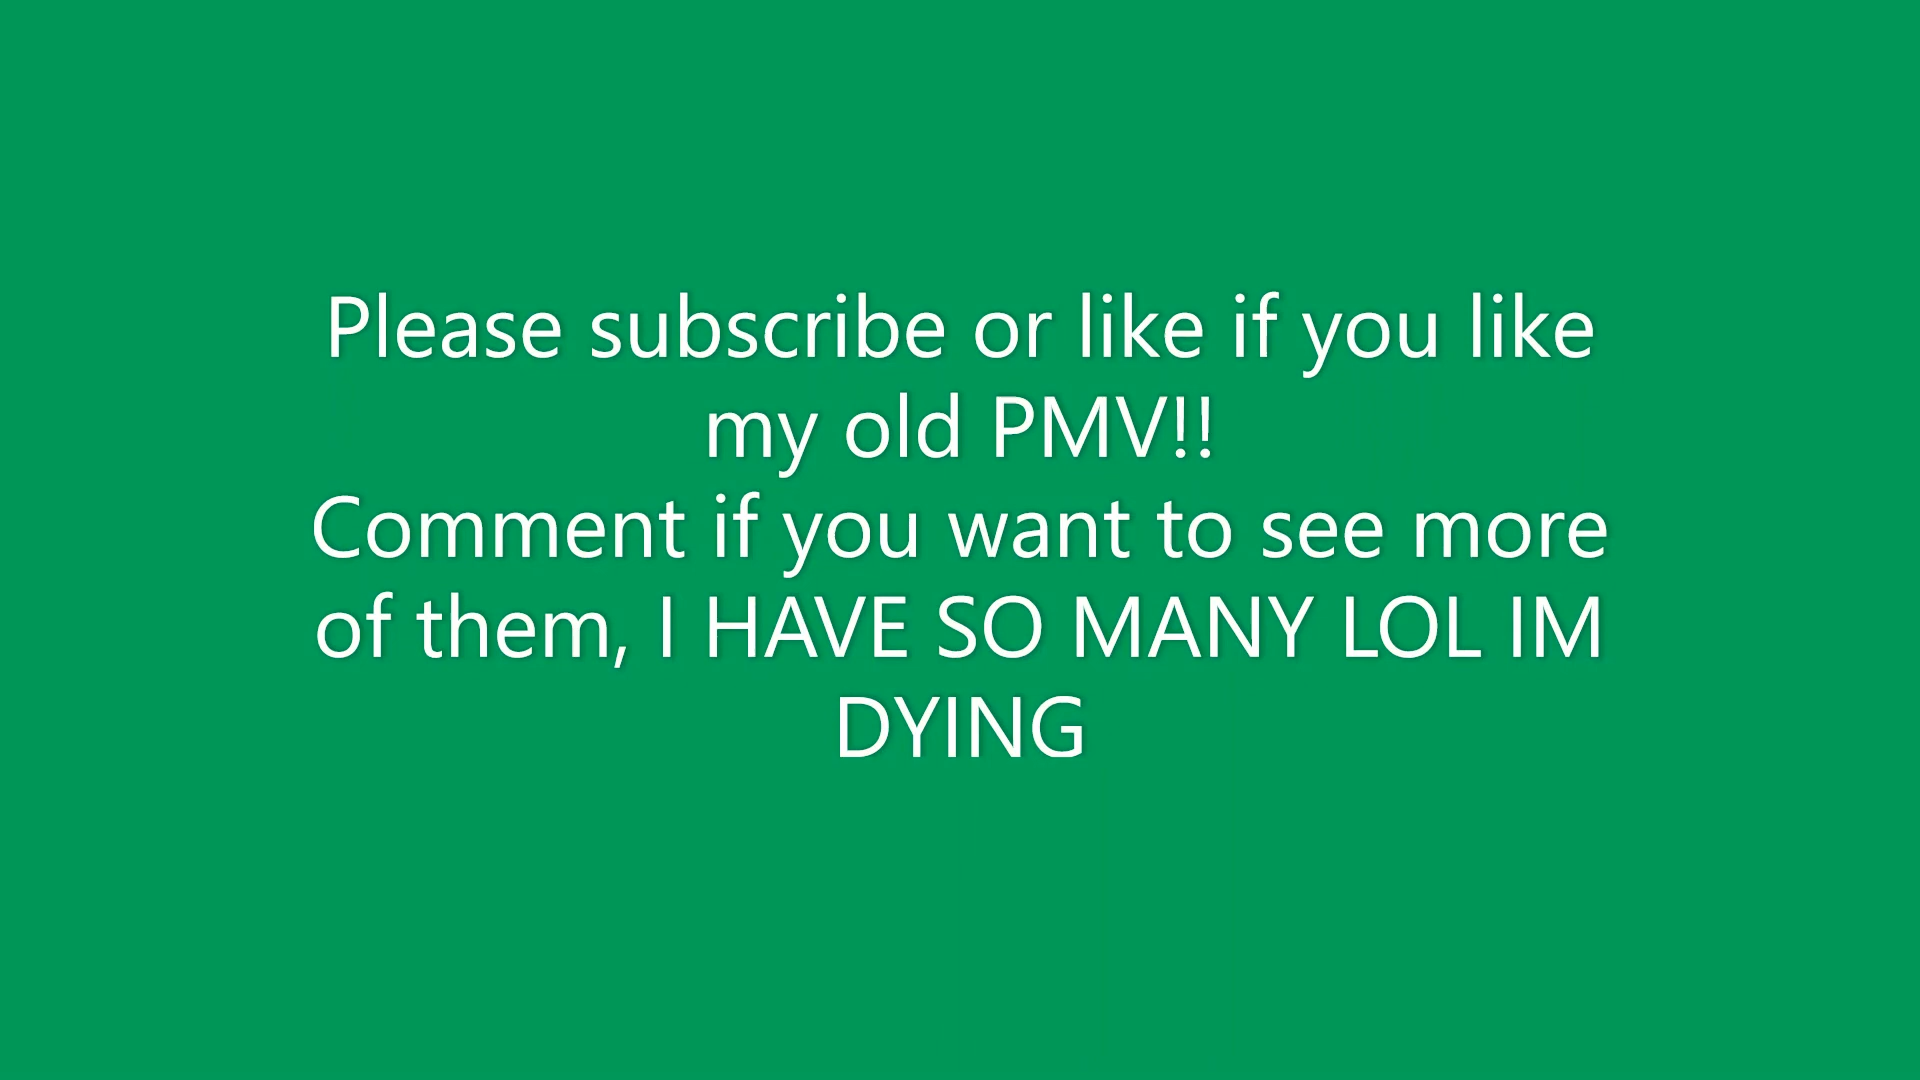 Please subscribe or like if you like
my old PMV!!
Comment if you want to see more
of them, I HAVE SO MANY LOL IM
DYING